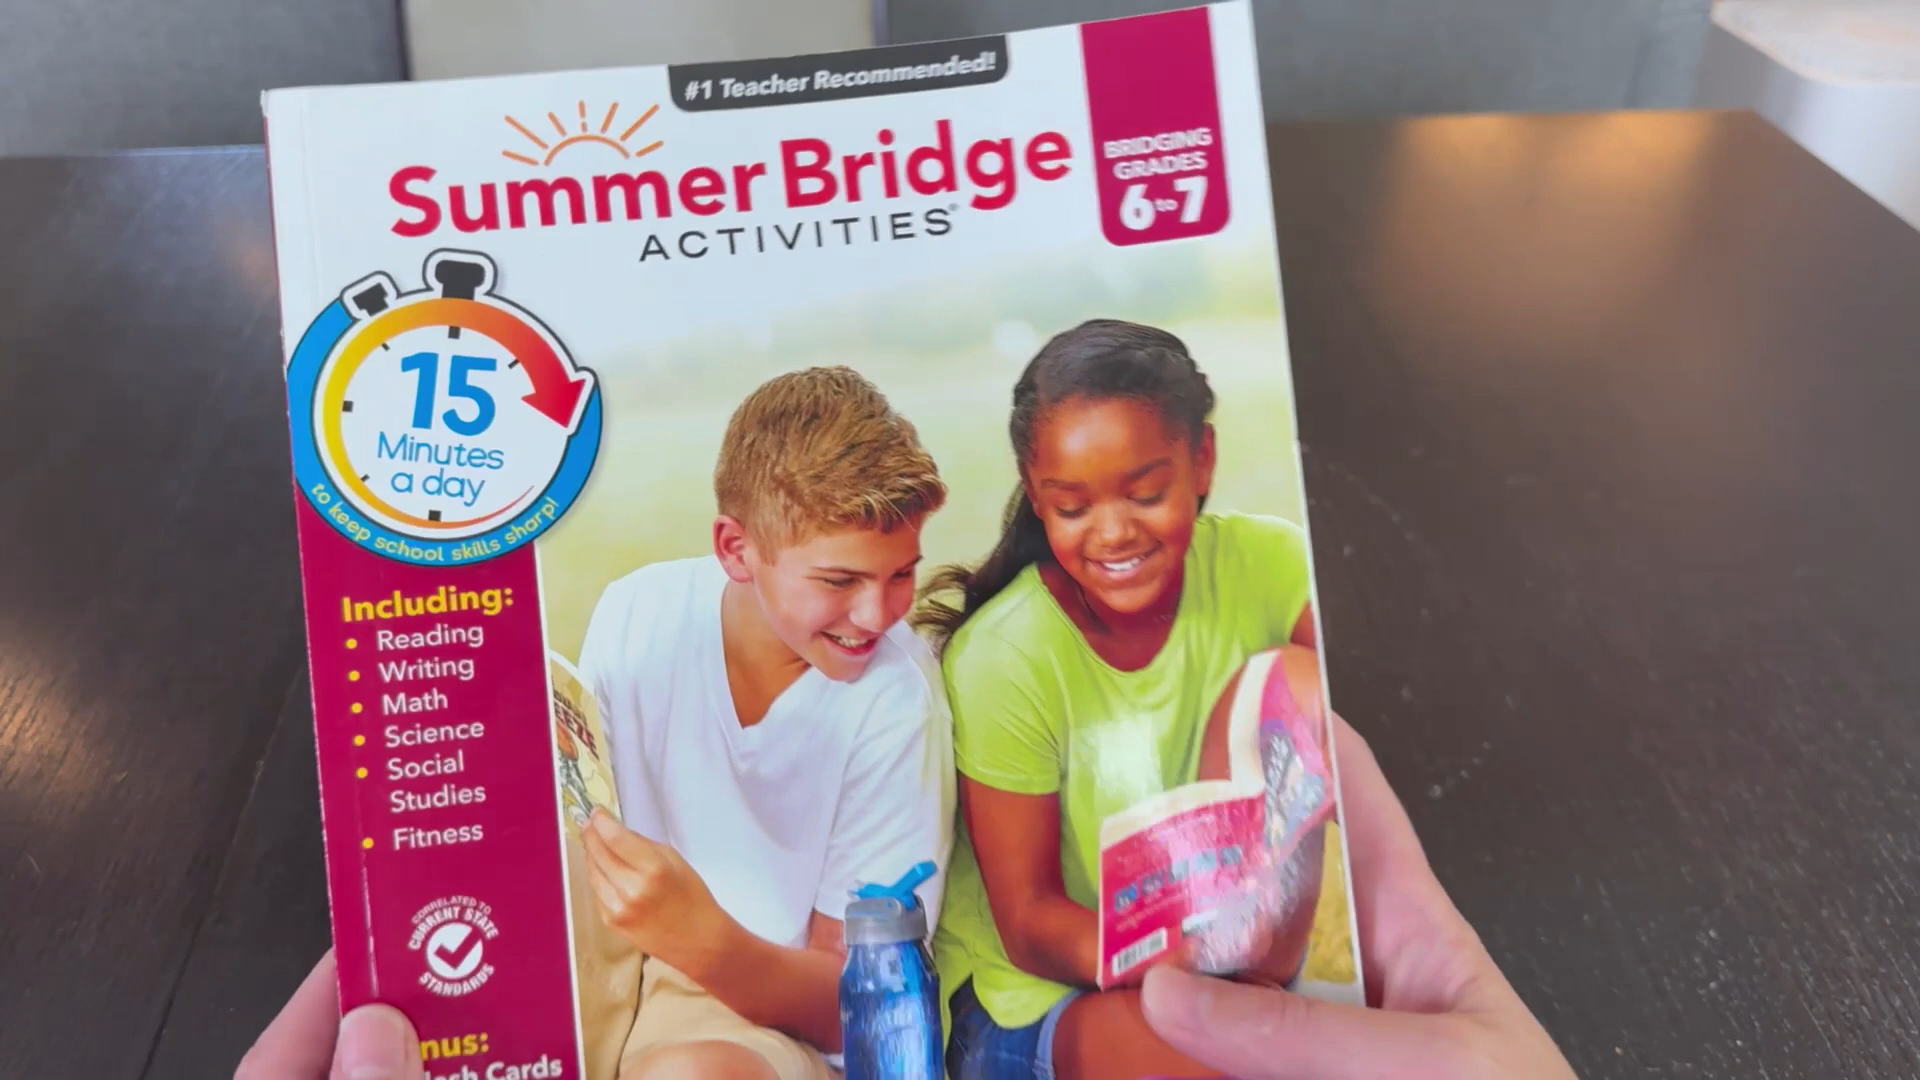 #1 Teacher Recommended!
Summer Bridge
ACTIVITIES®
BRIDGING
GRADES
6 to 7
15
Minutes
a day
to keep school skills sharp!
Including:
• Reading
• Writing
• Math
• Science
• Social
Studies
• Fitness
CORRELATED TO
CURRENT STATE
STANDARDS
nus:
lash Cards